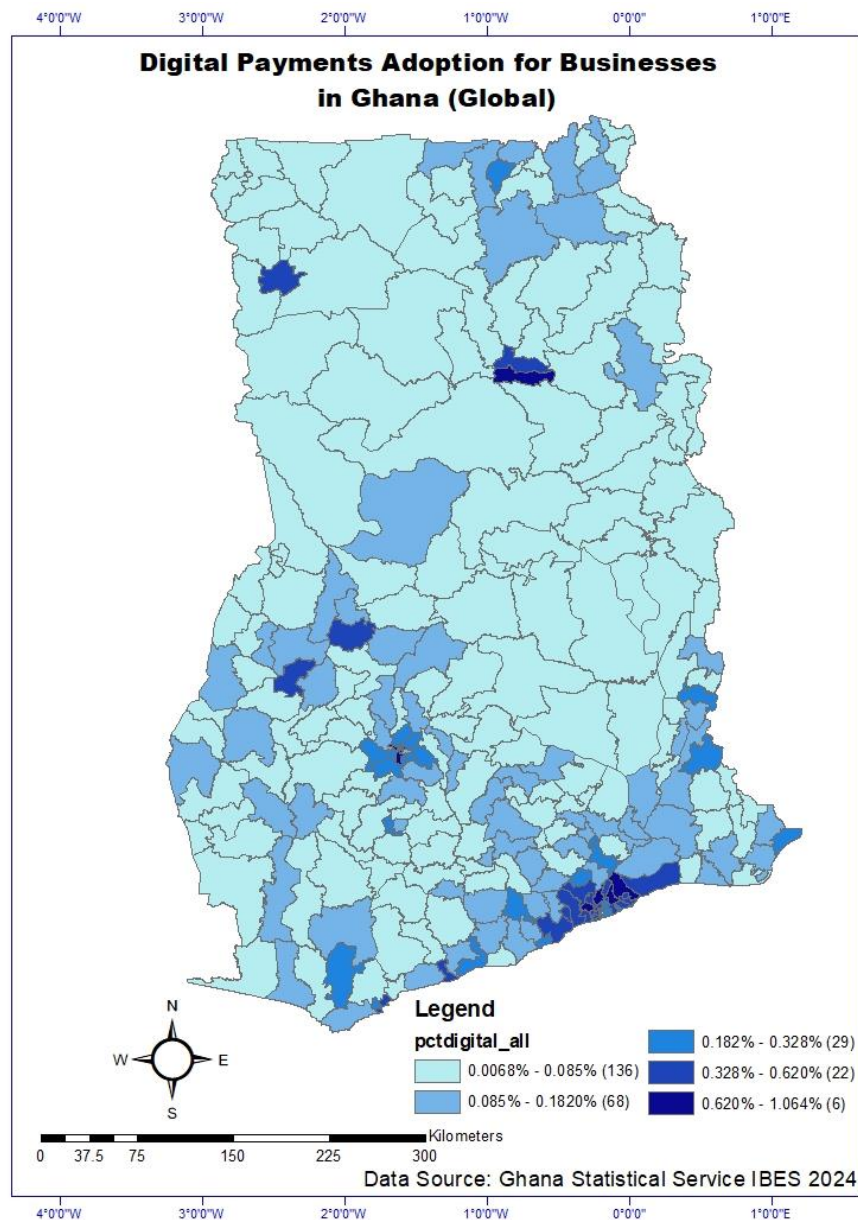 4°0'0"W 3°0'0"W 2°0'0"W 1°0'0"W 0°0'0" 1°0'0"E
Digital Payments Adoption for Businesses
in Ghana (Global)
N
W E
S
Legend
pctdigital_all
0.0068% - 0.085% (136)
0.085% - 0.1820% (68)
0.182% - 0.328% (29)
0.328% - 0.620% (22)
0.620% - 1.064% (6)
Kilometers
0 37.5 75 150 225 300
Data Source: Ghana Statistical Service IBES 2024
4°0'0"W 3°0'0"W 2°0'0"W 1°0'0"W 0°0'0" 1°0'0"E